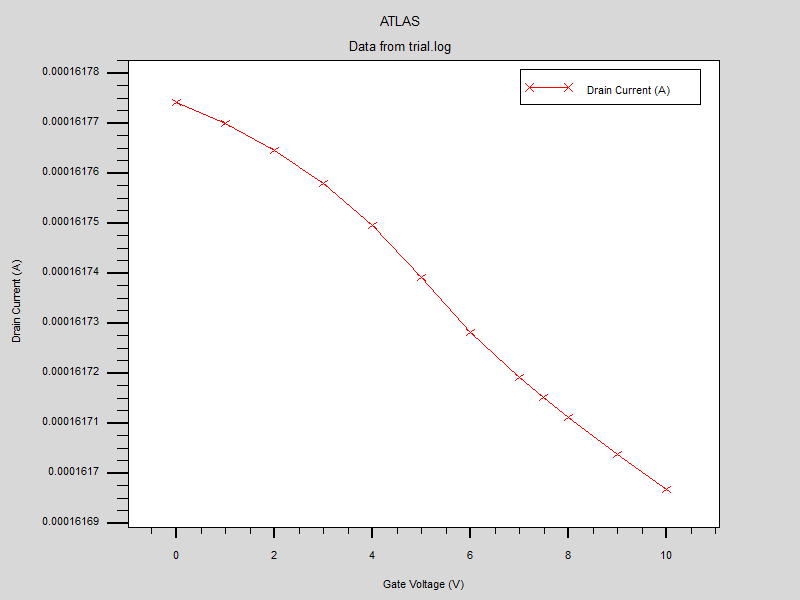 ATLAS
Data from trial.log
Drain Current (A)
0.00016178
0.00016177
0.00016176
0.00016175
0.00016174
0.00016173
0.00016172
0.00016171
0.0001617
0.00016169
Drain Current (A)
0 2 4 6 8 10
Gate Voltage (V)